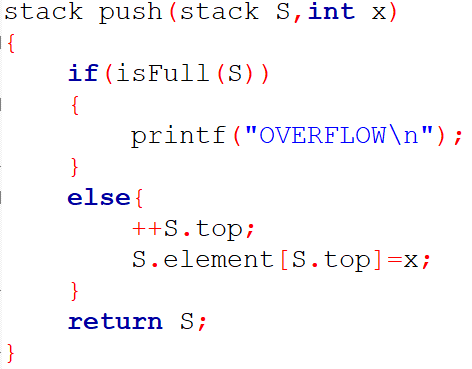 stack push(stack S,int x)
{
    if(isFull(S))
    {
        printf("OVERFLOW\n");
    }
    else{
        ++S.top;
        S.element[S.top]=x;
    }
    return S;
}